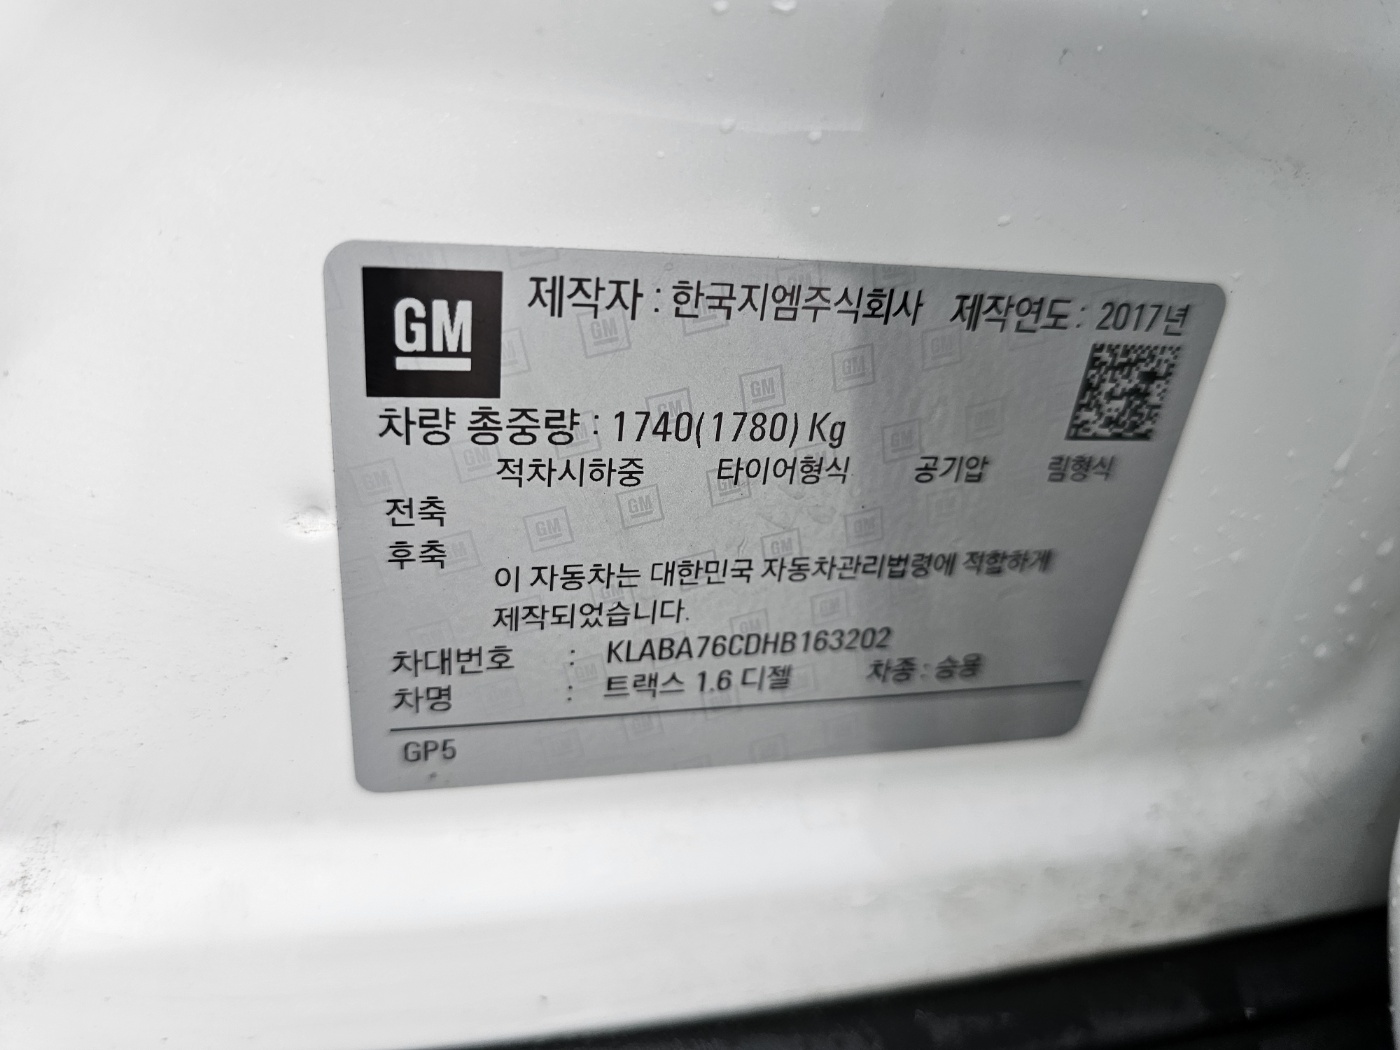 GM 제작자 : 한국지엠주식회사 제작연도 : 2017년
차량 총중량 : 1740(1780) Kg
적차시하중 타이어형식 공기압 림형식
전축
후축
이 자동차는 대한민국 자동차관리법령에 적합하게
제작되었습니다.
차대번호 : KLABA76CDHB163202
차명 : 트랙스 1.6 디젤 차종 : 승용
GP5